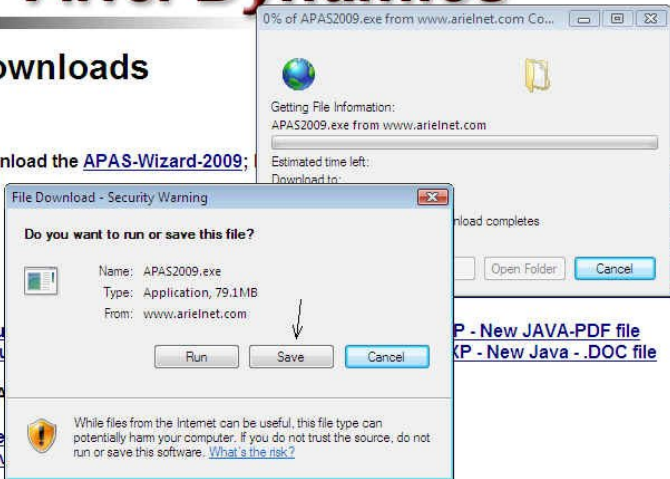 0% of APAS2009.exe from www.arielnet.com Co...
Getting File Information:
APAS2009.exe from www.arielnet.com
Estimated time left:
Download to:
Open Folder
Cancel
the APAS-Wizard-2009;
File Download - Security Warning
Do you want to run or save this file?
Name: APAS2009.exe
Type: Application, 79.1MB
From: www.arielnet.com
Run
Save
Cancel
While files from the Internet can be useful, this file type can
potentially harm your computer. If you do not trust the source, do not
run or save this software. What's the risk?
- New JAVA-PDF file
- New Java - .DOC file